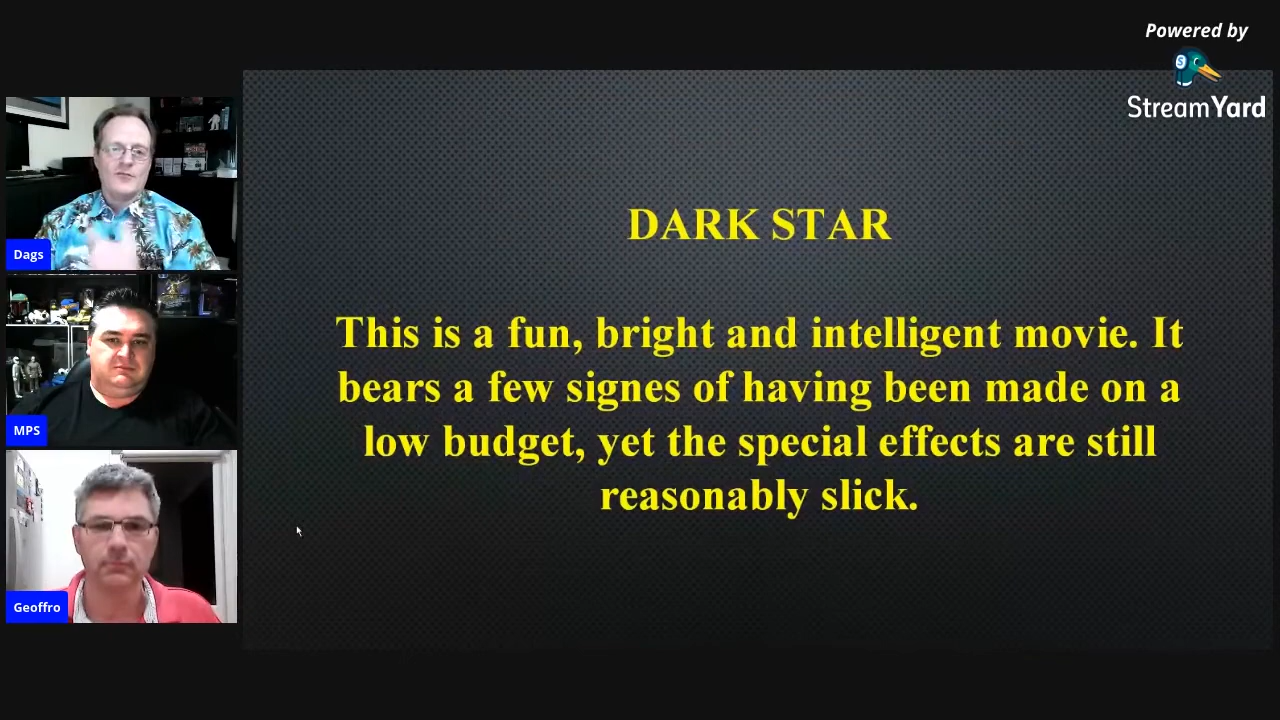 Powered by
StreamYard
Dags
MPS
Geoffro
DARK STAR
This is a fun, bright and intelligent movie. It
bears a few signes of having been made on a
low budget, yet the special effects are still
reasonably slick.